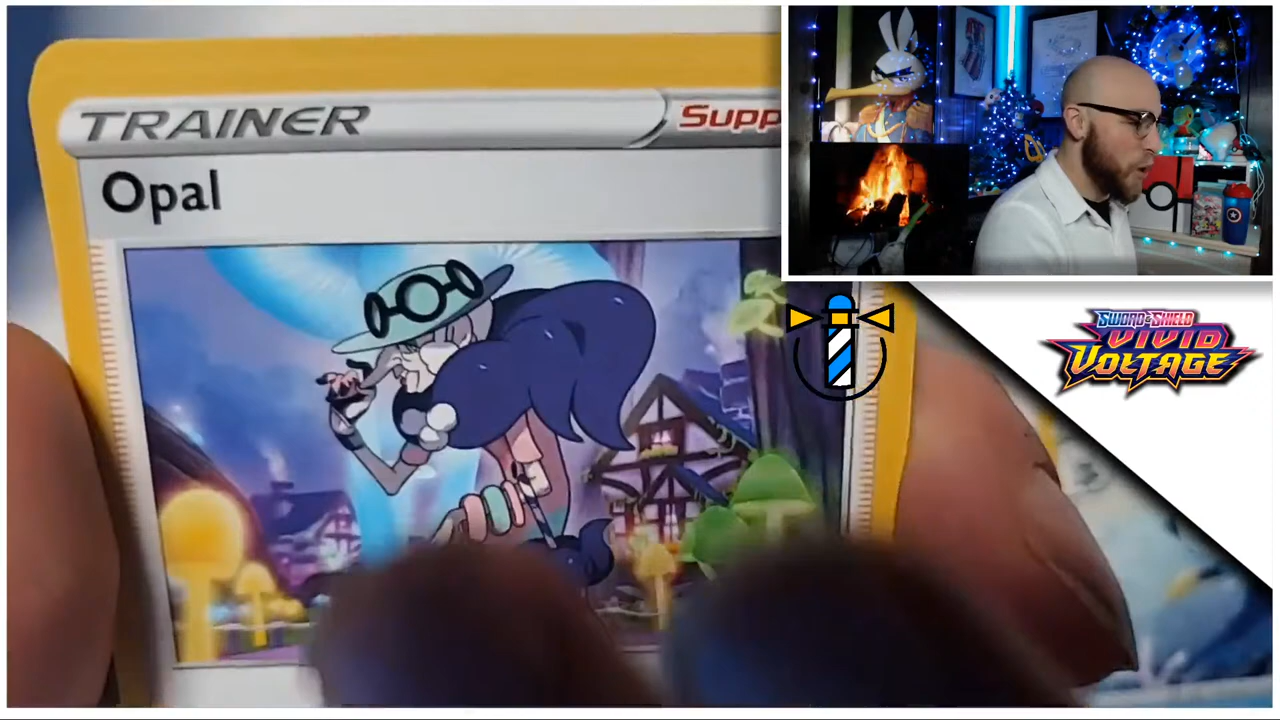 TRAINER
Supp
Opal
SWORD & SHIELD
VIVID
VOLTAGE